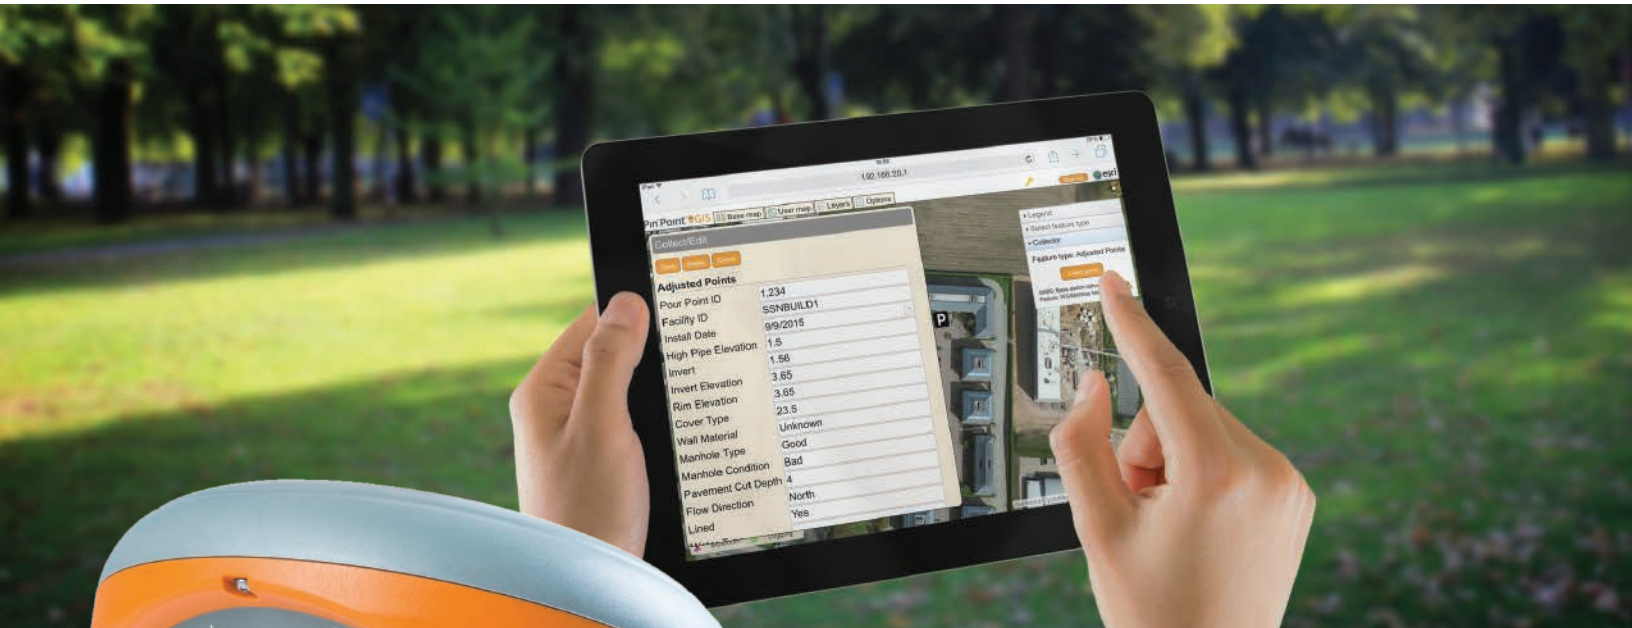 iPad
192.168.20.1
esri
Pin Point GIS Base map User map Layers Options
Collect/Edit
Adjusted Points
Pour Point ID 1,234
Facility ID SSNBUILD1
Install Date 9/9/2015
High Pipe Elevation 1.5
Invert 1.56
Invert Elevation 3.65
Rim Elevation 3.65
Cover Type 23.5
Wall Material Unknown
Manhole Type Good
Manhole Condition Bad
Pavement Cut Depth 4
Flow Direction North
Lined Yes
Legend
Select feature type
Collector
Feature type: Adjusted Points
P